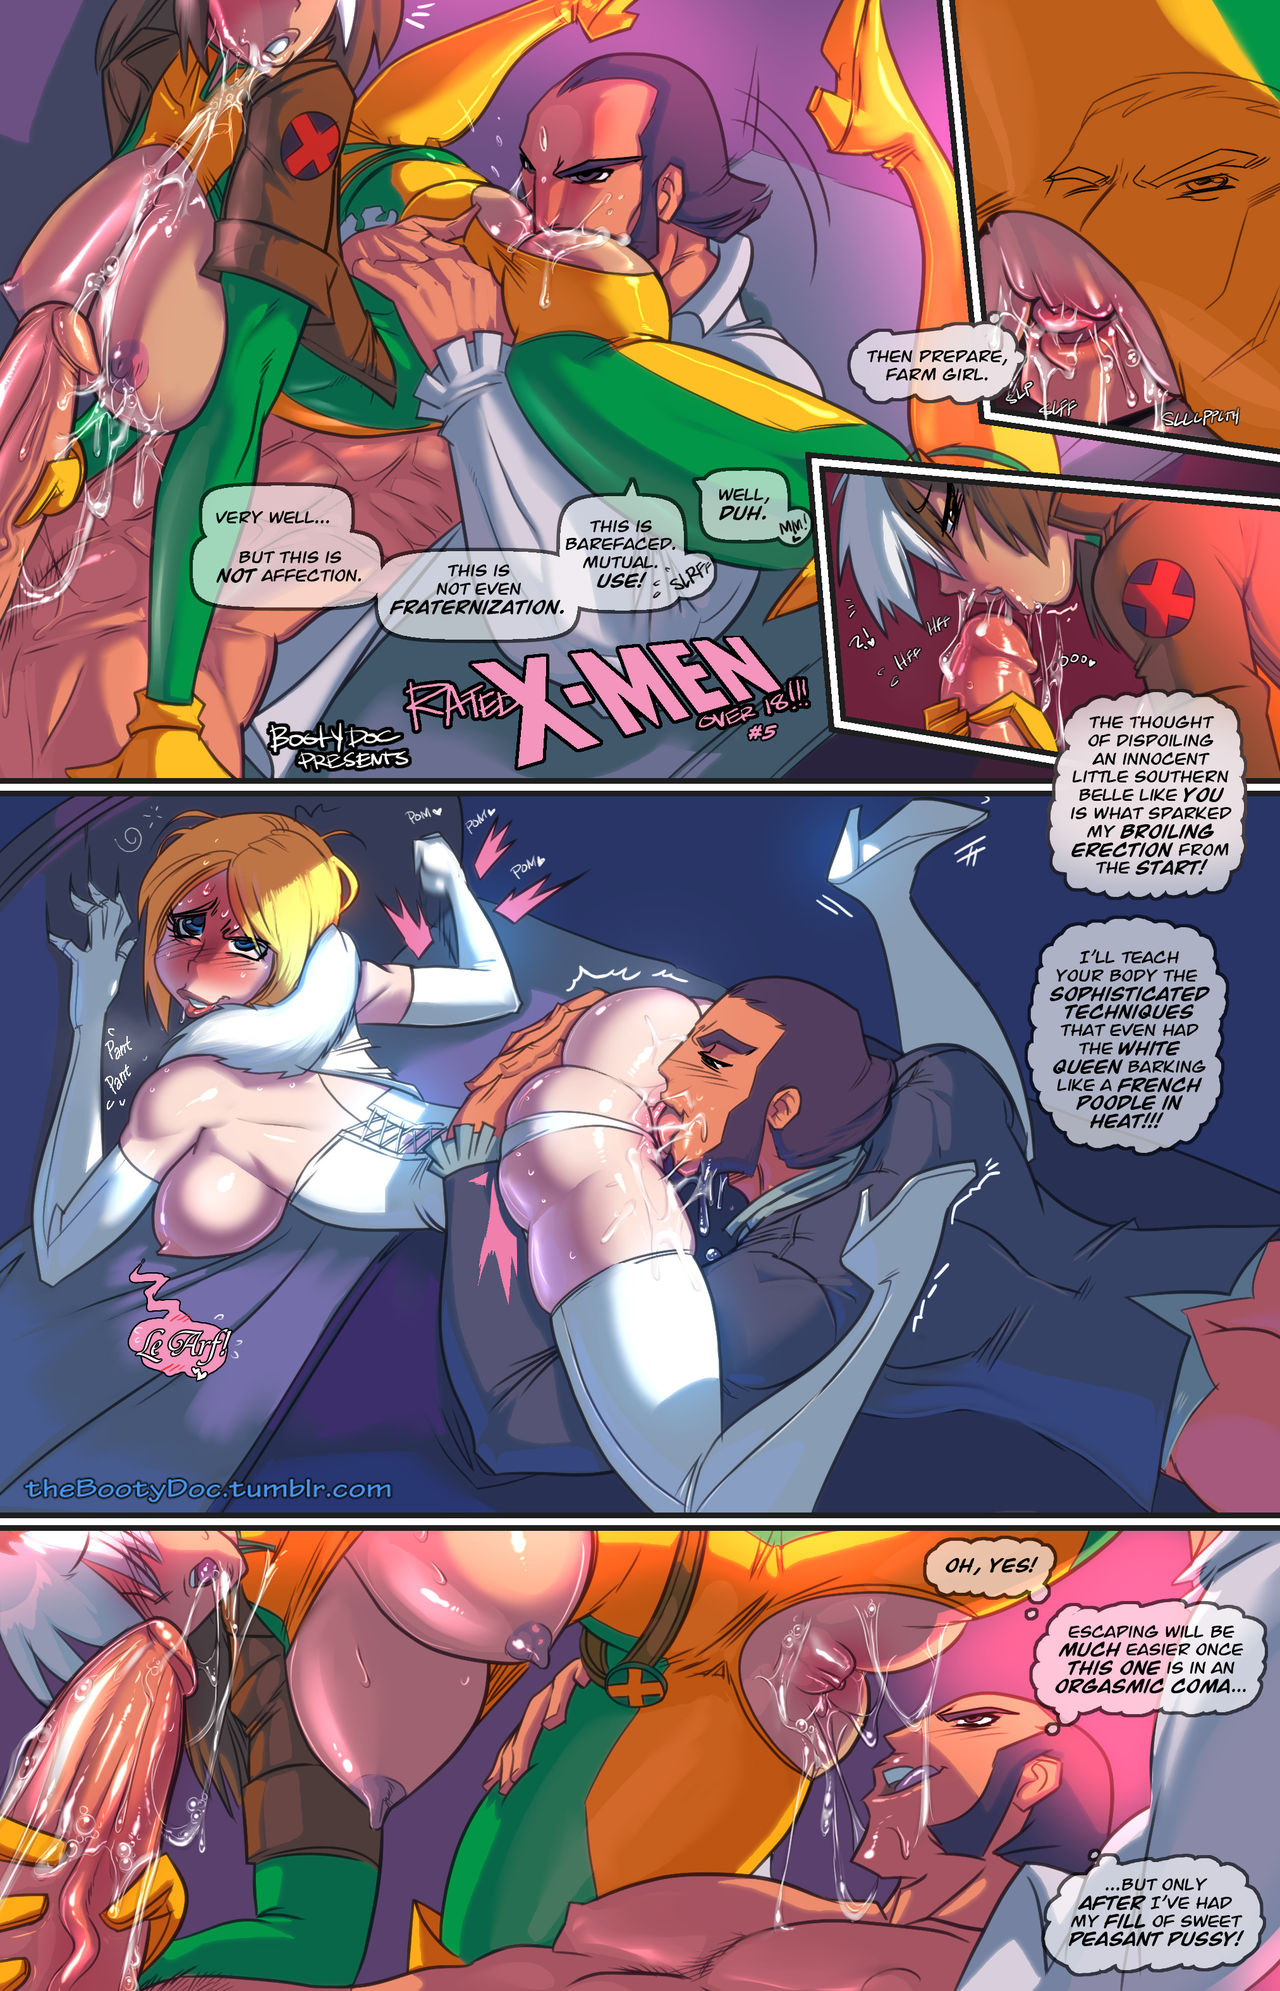 THEN PREPARE,
FARM GIRL.
SLP
SLFF
SLLLPPLTH
VERY WELL...
BUT THIS IS
NOT AFFECTION.
THIS IS
NOT EVEN
FRATERNIZATION.
THIS IS
BAREFACED.
MUTUAL.
USE!
SLRFF
WELL,
DUH.
MM!
?!
HFF
HFF
HFF
OOO
RATED X-MEN
OVER 18!!!
#5
BOOTY DOC
PRESENTS
THE THOUGHT
OF DISPOILING
AN INNOCENT
LITTLE SOUTHERN
BELLE LIKE YOU
IS WHAT SPARKED
MY BROILING
ERECTION FROM
THE START!
POM
POM
POM
Pant
Pant
I'LL TEACH
YOUR BODY THE
SOPHISTICATED
TECHNIQUES
THAT EVEN HAD
THE WHITE
QUEEN BARKING
LIKE A FRENCH
POODLE IN
HEAT!!!
Le Arf!
theBootyDoc.tumblr.com
OH, YES!
ESCAPING WILL BE
MUCH EASIER ONCE
THIS ONE IS IN AN
ORGASMIC COMA...
...BUT ONLY
AFTER I'VE HAD
MY FILL OF SWEET
PEASANT PUSSY!